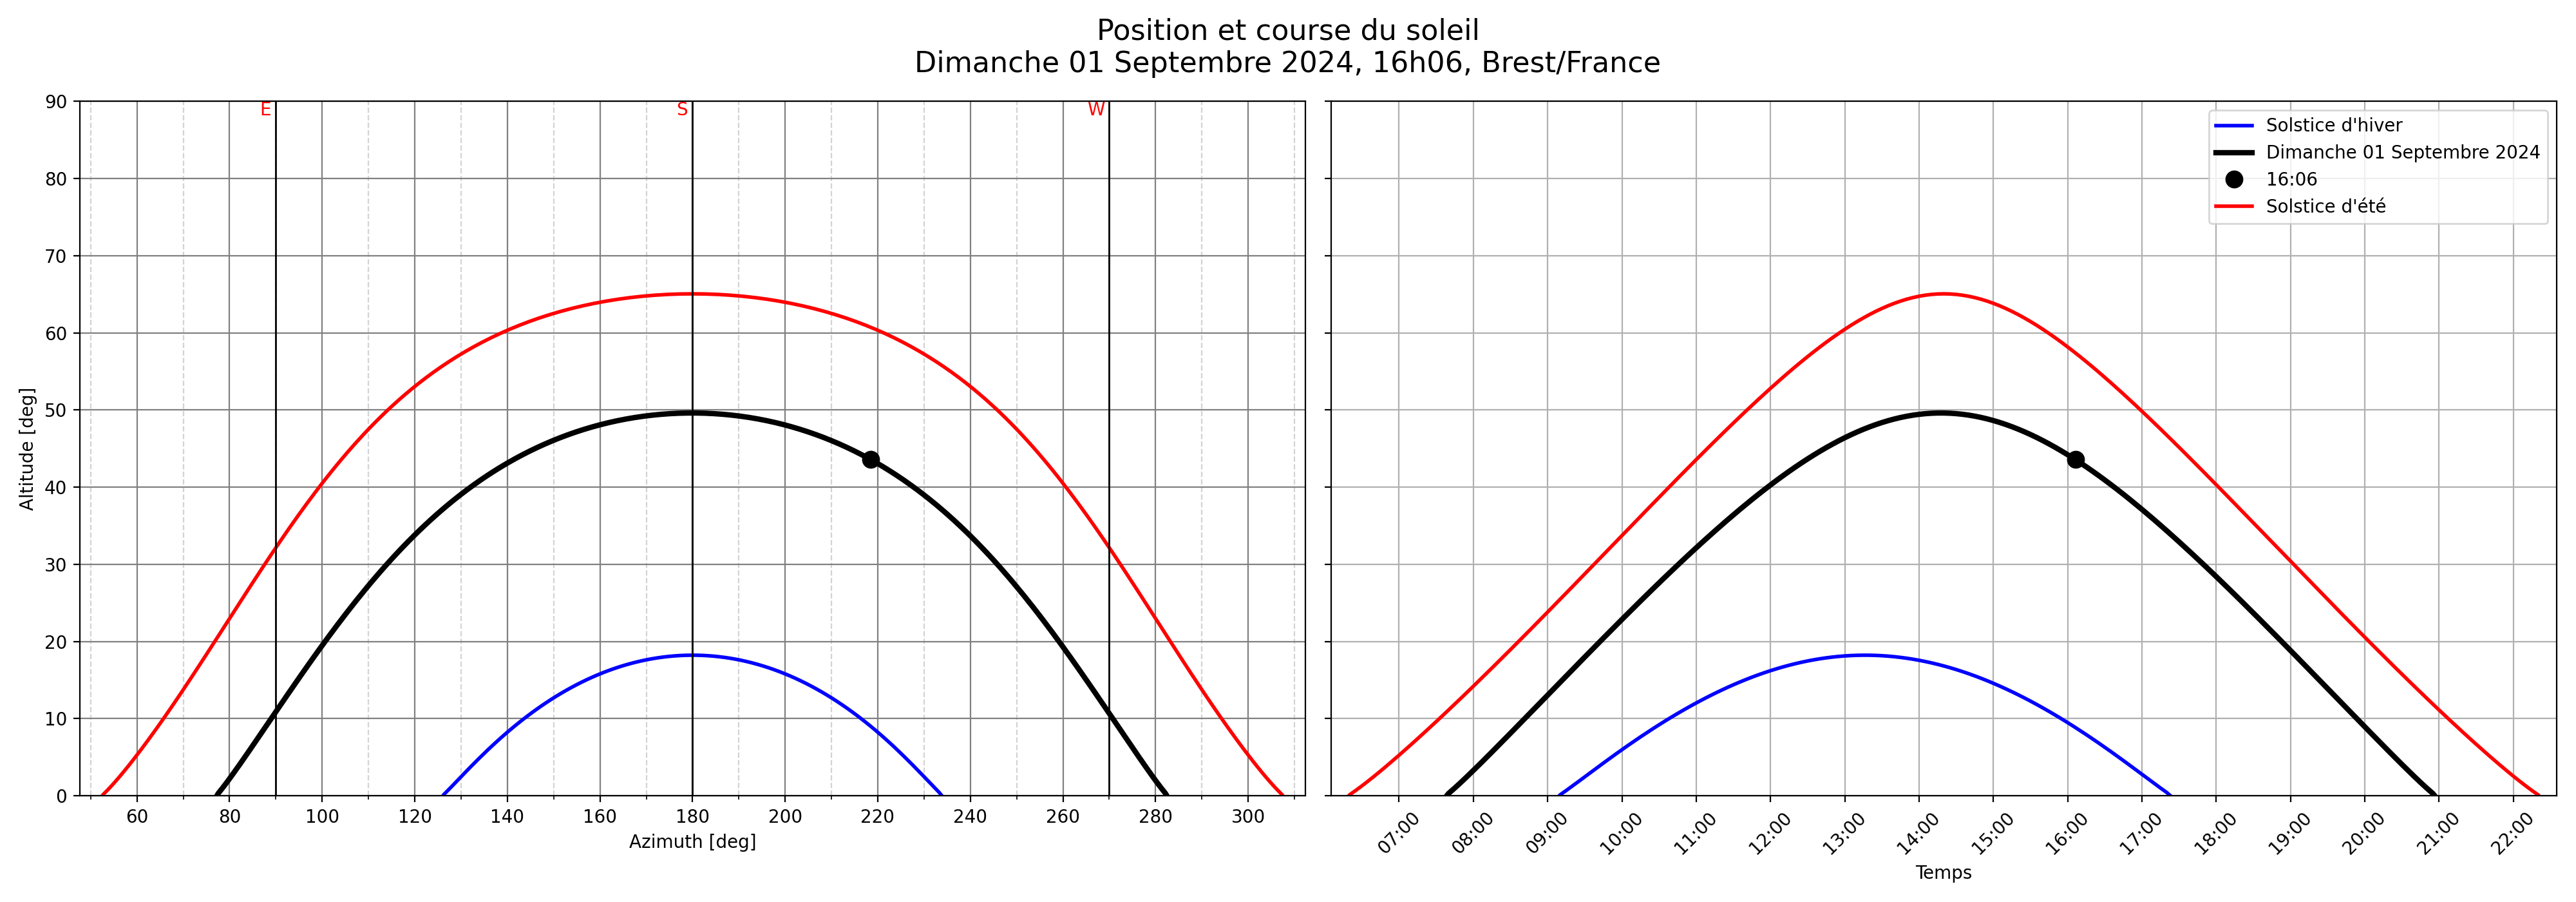 Position et course du soleil
Dimanche 01 Septembre 2024, 16h06, Brest/France
E
S
W
90
80
70
60
50
40
30
20
10
0
Altitude [deg]
60 80 100 120 140 160 180 200 220 240 260 280 300
Azimuth [deg]
Solstice d'hiver
Dimanche 01 Septembre 2024
16:06
Solstice d'été
07:00 08:00 09:00 10:00 11:00 12:00 13:00 14:00 15:00 16:00 17:00 18:00 19:00 20:00 21:00 22:00
Temps